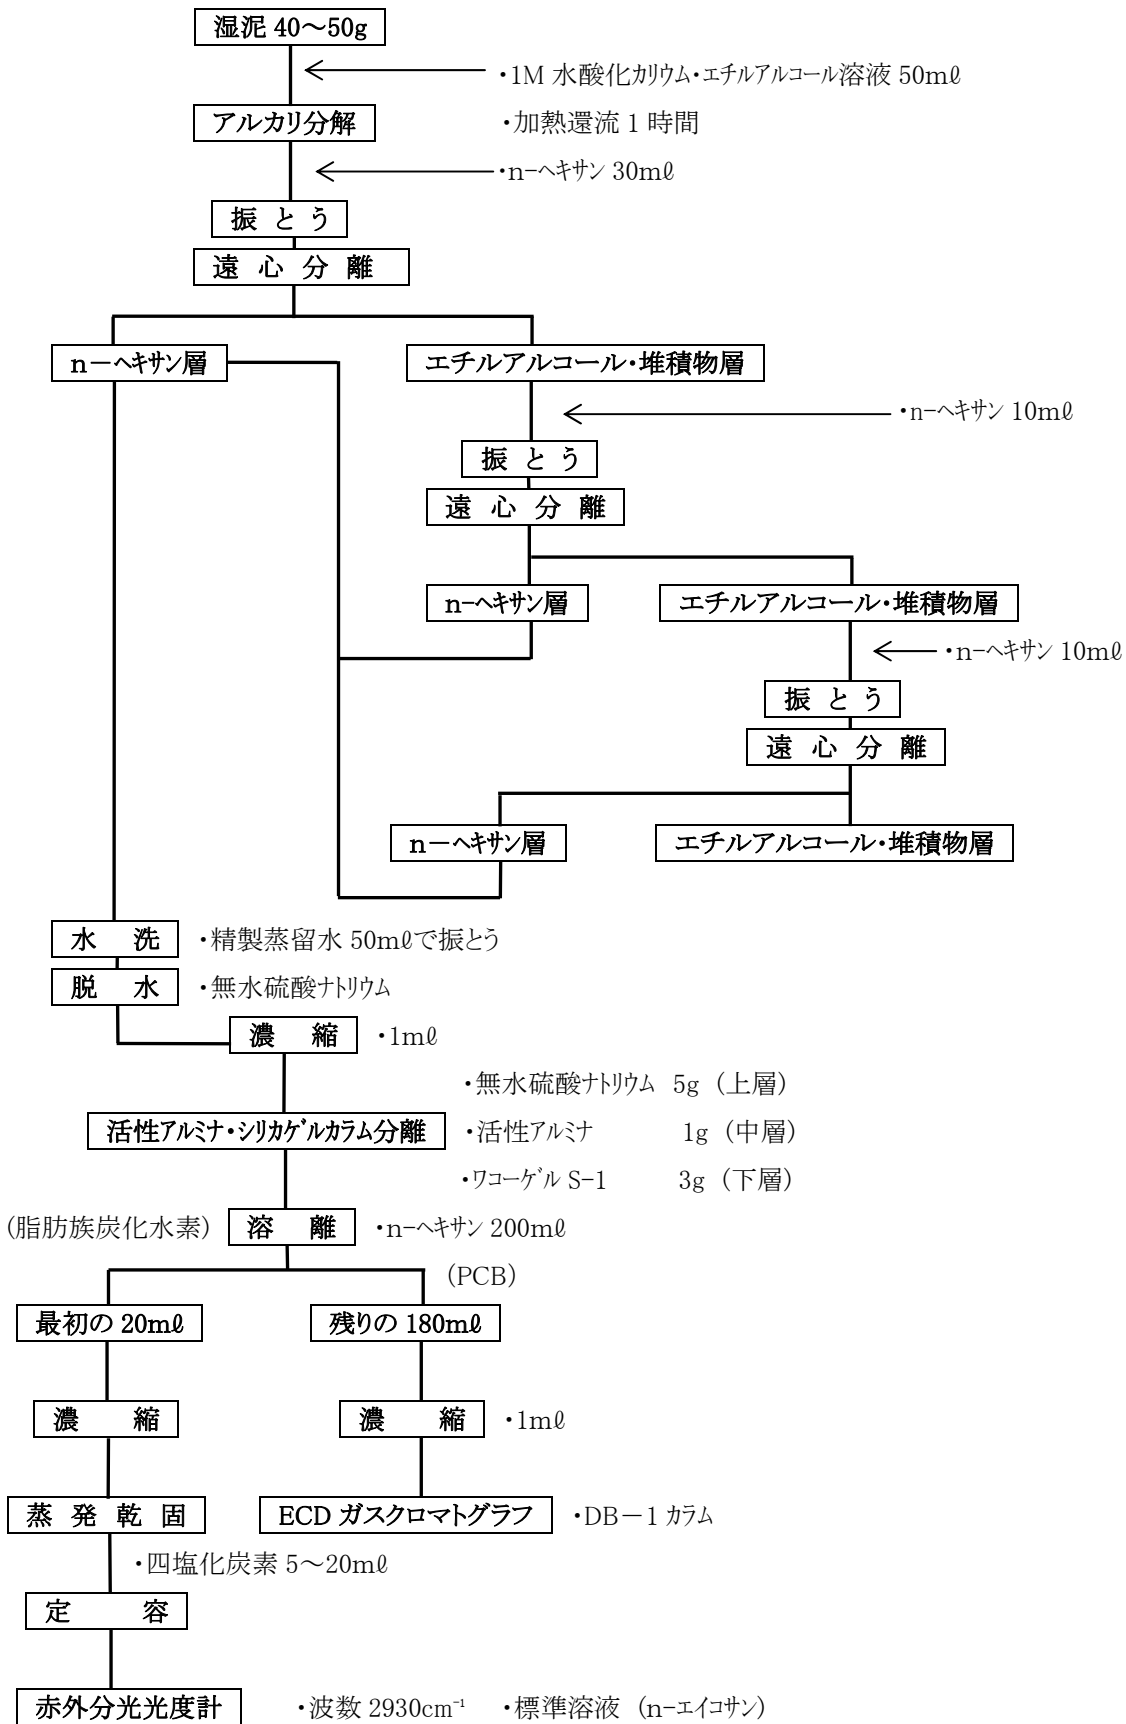 湿泥 40～50g
・1M 水酸化カリウム・エチルアルコール溶液 50mℓ
アルカリ分解
・加熱還流 1 時間
・n-ヘキサン 30mℓ
振 と う
遠 心 分 離
n－ヘキサン層
エチルアルコール・堆積物層
・n-ヘキサン 10mℓ
振 と う
遠 心 分 離
n-ヘキサン層
エチルアルコール・堆積物層
・n-ヘキサン 10mℓ
振 と う
遠 心 分 離
n－ヘキサン層
エチルアルコール・堆積物層
水 洗 ・精製蒸留水 50mℓで振とう
脱 水 ・無水硫酸ナトリウム
濃 縮 ・1mℓ
・無水硫酸ナトリウム 5g (上層)
活性アルミナ・シリカゲルカラム分離 ・活性アルミナ 1g (中層)
・ワコーゲル S-1 3g (下層)
(脂肪族炭化水素) 溶 離 ・n-ヘキサン 200mℓ
(PCB)
最初の 20mℓ 残りの 180mℓ
濃 縮 濃 縮 ・1mℓ
蒸 発 乾 固 ECD ガスクロマトグラフ ・DB－1 カラム
・四塩化炭素 5～20mℓ
定 容
赤外分光光度計 ・波数 2930cm⁻¹ ・標準溶液 (n-エイコサン)